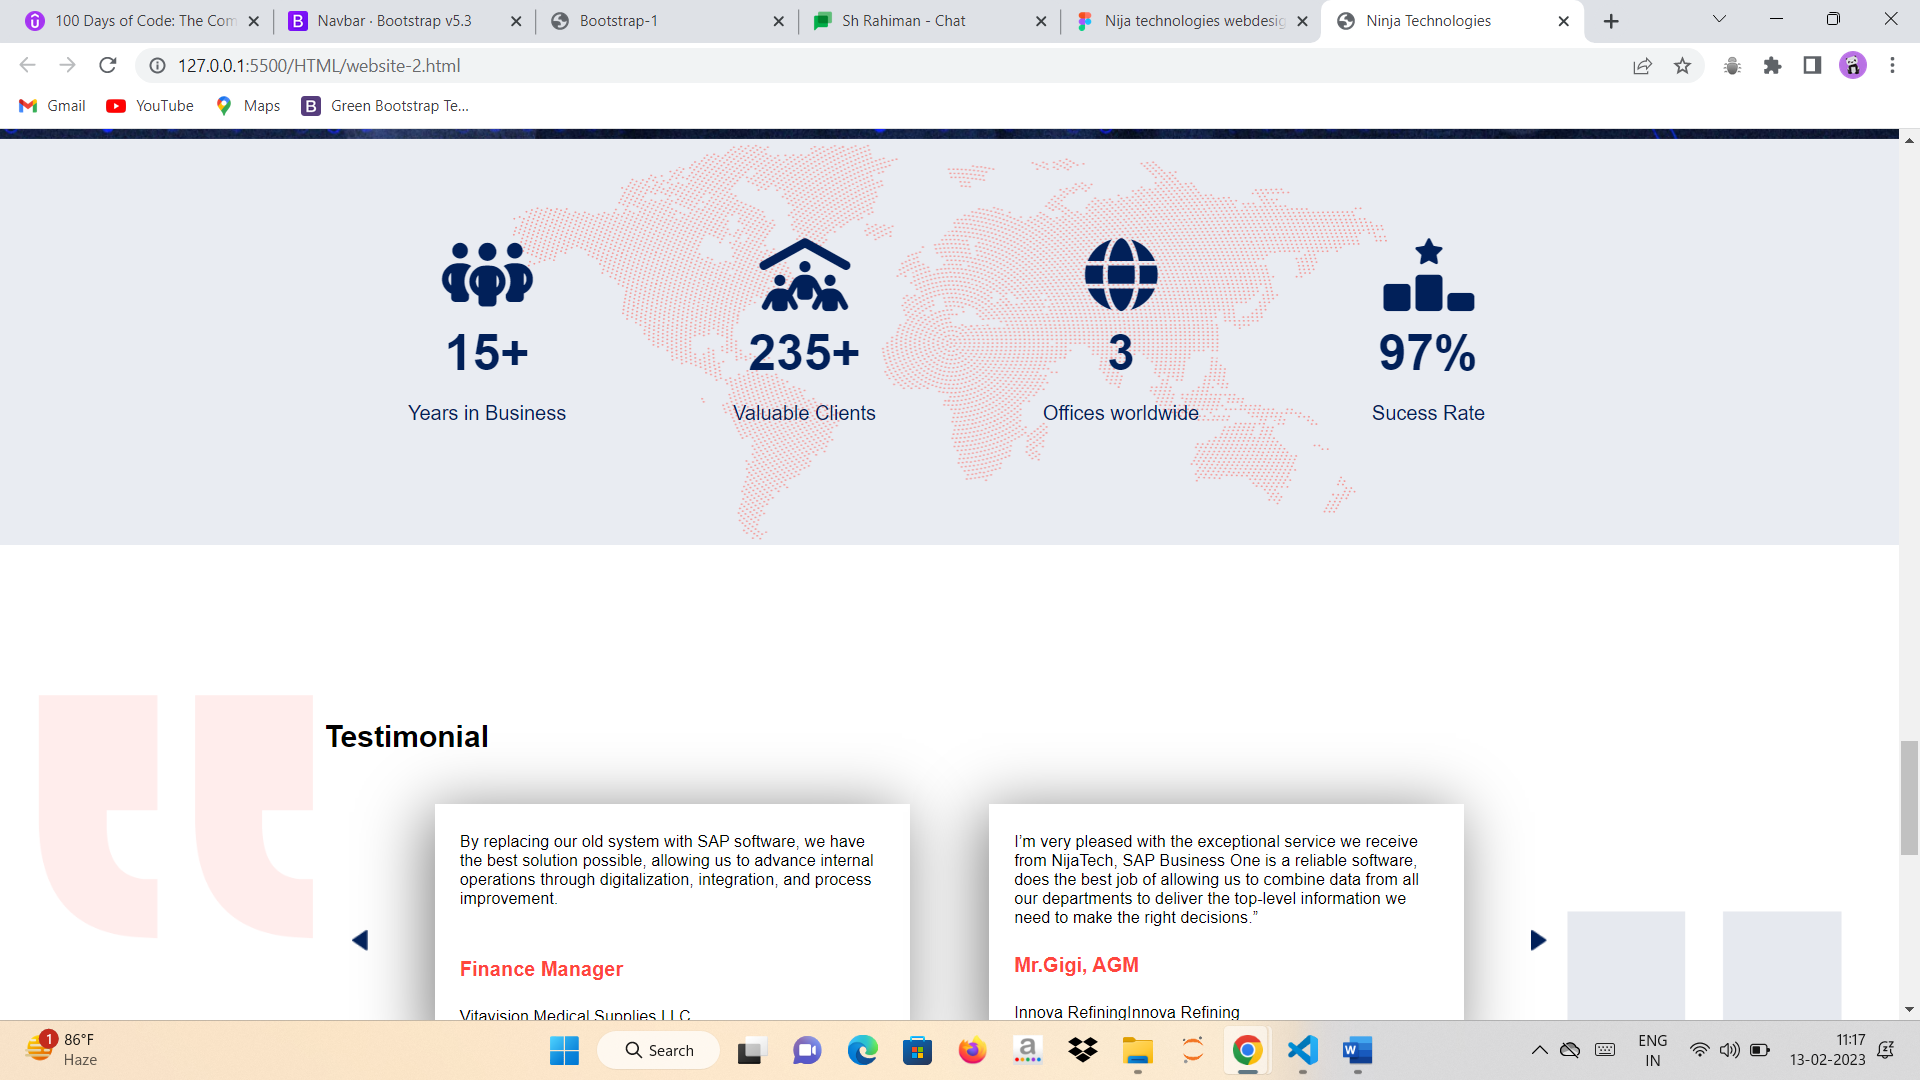 100 Days of Code: The Com
Navbar · Bootstrap v5.3
Bootstrap-1
Sh Rahiman - Chat
Nija technologies webdesig
Ninja Technologies
127.0.0.1:5500/HTML/website-2.html
Gmail
YouTube
Maps
Green Bootstrap Te...
15+
235+
3
97%
Years in Business
Valuable Clients
Offices worldwide
Sucess Rate
Testimonial
By replacing our old system with SAP software, we have
the best solution possible, allowing us to advance internal
operations through digitalization, integration, and process
improvement.
Finance Manager
Vitavision Medical Supplies LLC
I’m very pleased with the exceptional service we receive
from NijaTech, SAP Business One is a reliable software,
does the best job of allowing us to combine data from all
our departments to deliver the top-level information we
need to make the right decisions.”
Mr.Gigi, AGM
Innova RefiningInnova Refining
1
86°F
Haze
Search
ENG
IN
11:17
13-02-2023